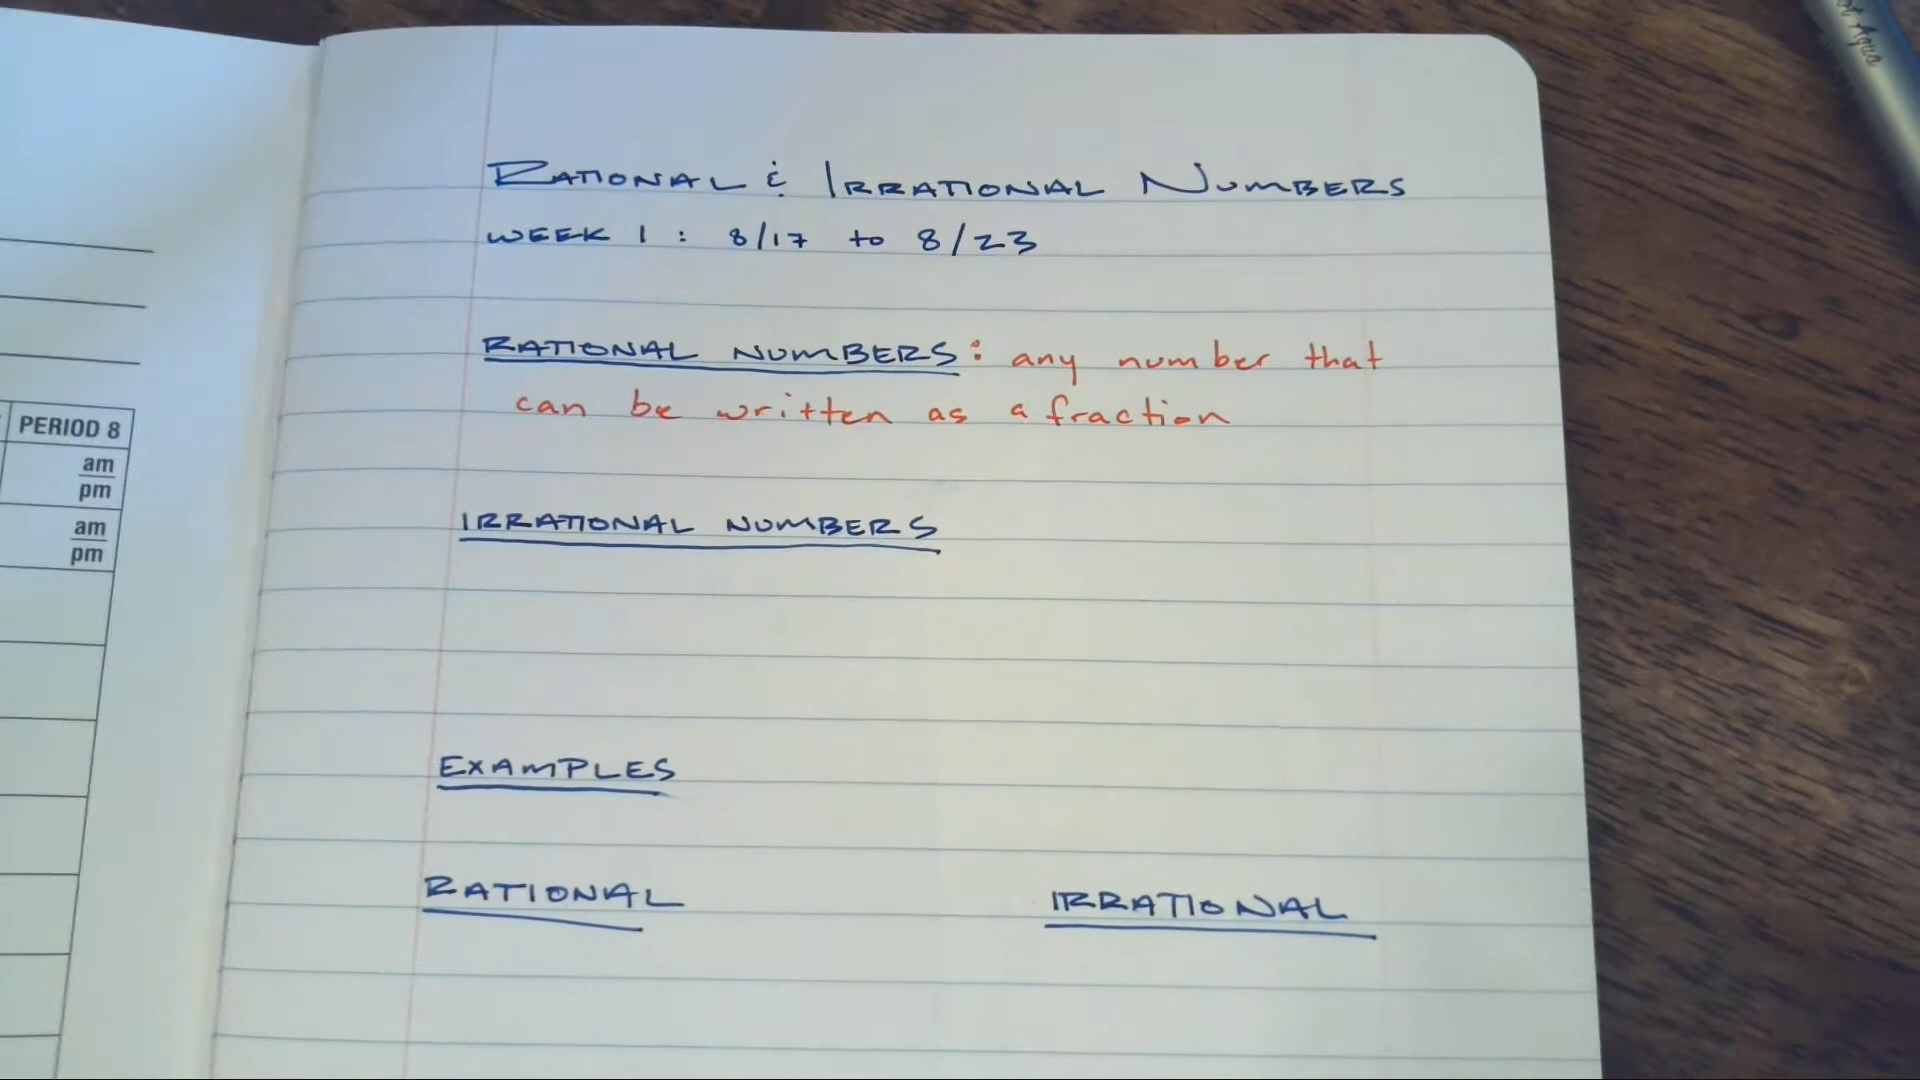 RATIONAL & IRRATIONAL NUMBERS
WEEK 1 : 8/17 to 8/23
RATIONAL NUMBERS: any number that
can be written as a fraction
IRRATIONAL NUMBERS
EXAMPLES
RATIONAL IRRATIONAL
PERIOD 8
am
pm
am
pm
Aqua